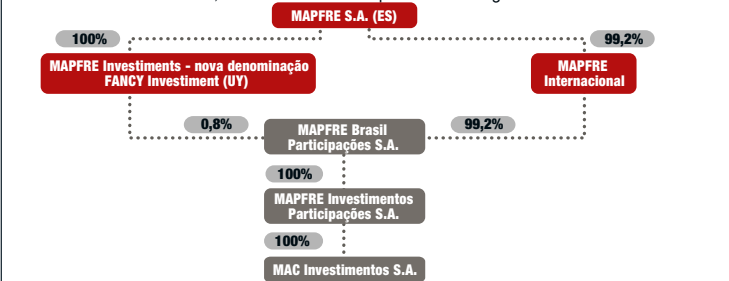 MAPFRE S.A. (ES)
100%
99,2%
MAPFRE Investments - nova denominação
FANCY Investiment (UY)
MAPFRE
Internacional
0,8%
99,2%
MAPFRE Brasil
Participações S.A.
100%
MAPFRE Investimentos
Participações S.A.
100%
MAC Investimentos S.A.